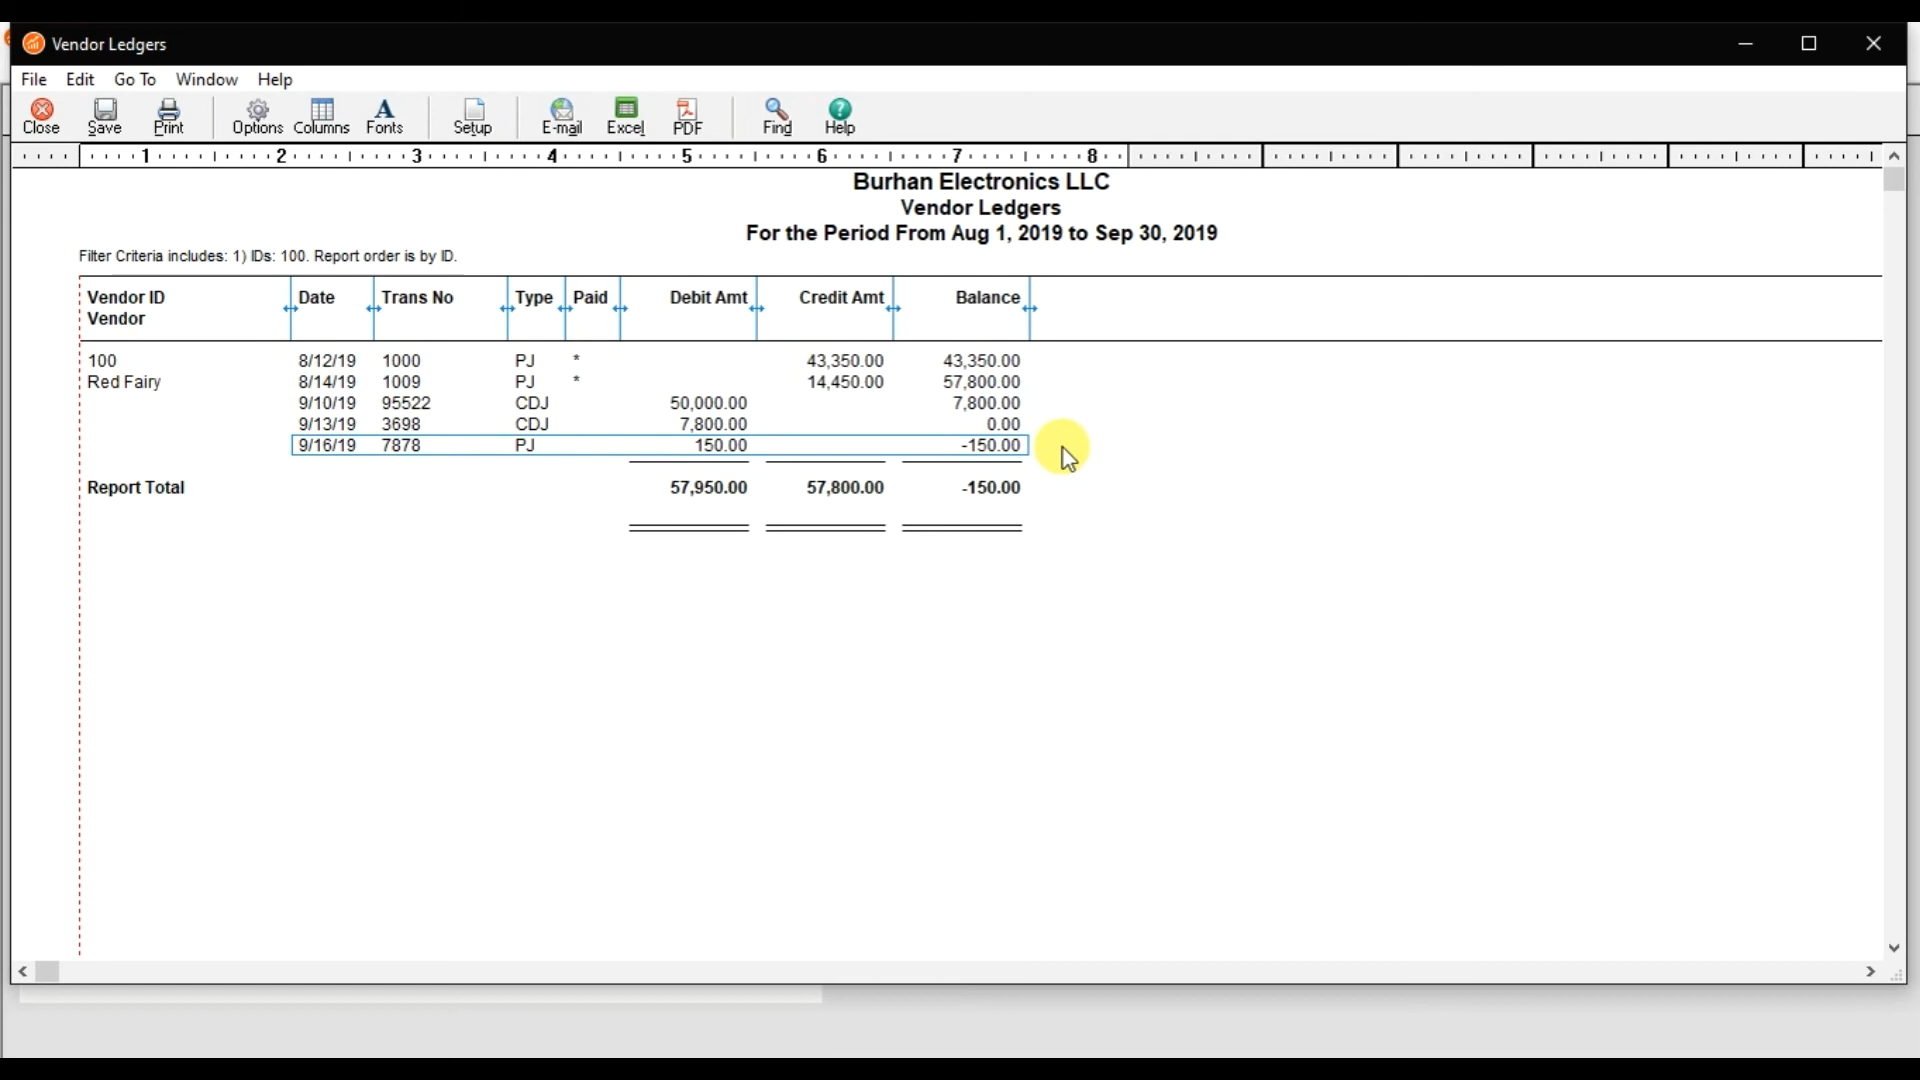 Vendor Ledgers
File Edit Go To Window Help
Close Save Print Options Columns Fonts Setup E-mail Excel PDF Find Help
1 2 3 4 5 6 7 8
Burhan Electronics LLC
Vendor Ledgers
For the Period From Aug 1, 2019 to Sep 30, 2019
Filter Criteria includes: 1) IDs: 100. Report order is by ID.
Vendor ID Date Trans No Type Paid Debit Amt Credit Amt Balance
Vendor
100 8/12/19 1000 PJ * 43,350.00 43,350.00
Red Fairy 8/14/19 1009 PJ * 14,450.00 57,800.00
9/10/19 95522 CDJ 50,000.00 7,800.00
9/13/19 3698 CDJ 7,800.00 0.00
9/16/19 7878 PJ 150.00 -150.00
Report Total 57,950.00 57,800.00 -150.00